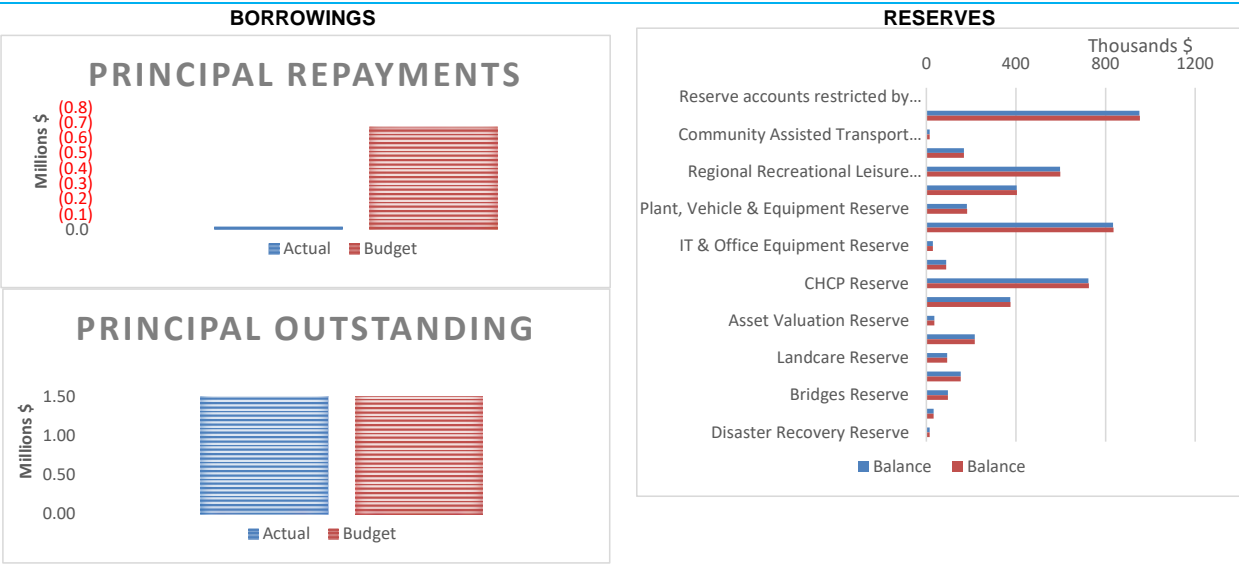 BORROWINGS
PRINCIPAL REPAYMENTS
Millions $
(0.8)
(0.7)
(0.6)
(0.5)
(0.4)
(0.3)
(0.2)
(0.1)
0.0
Actual Budget
PRINCIPAL OUTSTANDING
Millions $
1.50
1.00
0.50
0.00
Actual Budget
RESERVES
Thousands $
0 400 800 1200
Reserve accounts restricted by...
Community Assisted Transport...
Regional Recreational Leisure...
Plant, Vehicle & Equipment Reserve
IT & Office Equipment Reserve
CHCP Reserve
Asset Valuation Reserve
Landcare Reserve
Bridges Reserve
Disaster Recovery Reserve
Balance Balance